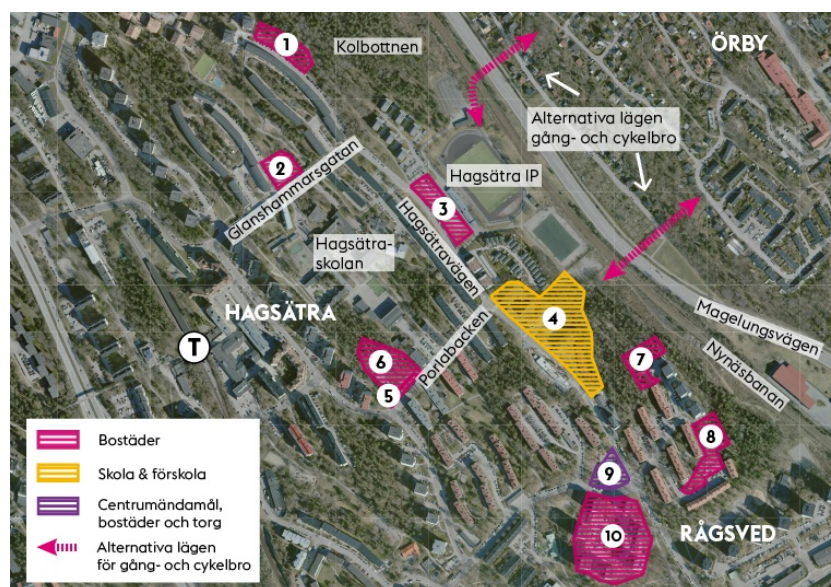 1
Kolbottnen
ÖRBY
Alternativa lägen
gång- och cykelbro
2
Glanshammarsgatan
Hagsätra IP
3
Hagsätravägen
Hagsätra-
skolan
HAGSÄTRA
4
T
Magelungsvägen
Nynäsbanan
Porlabacken
6
5
7
8
9
RÅGSVED
10
Bostäder
Skola & förskola
Centrumändamål,
bostäder och torg
Alternativa lägen
för gång- och cykelbro